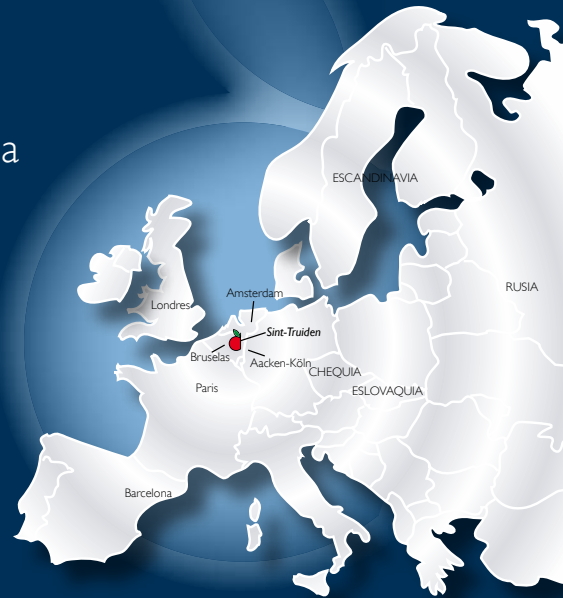 a
ESCANDINAVIA
RUSIA
Amsterdam
Londres
Sint-Truiden
Bruselas
Aacken-Köln
CHEQUIA
Paris
ESLOVAQUIA
Barcelona